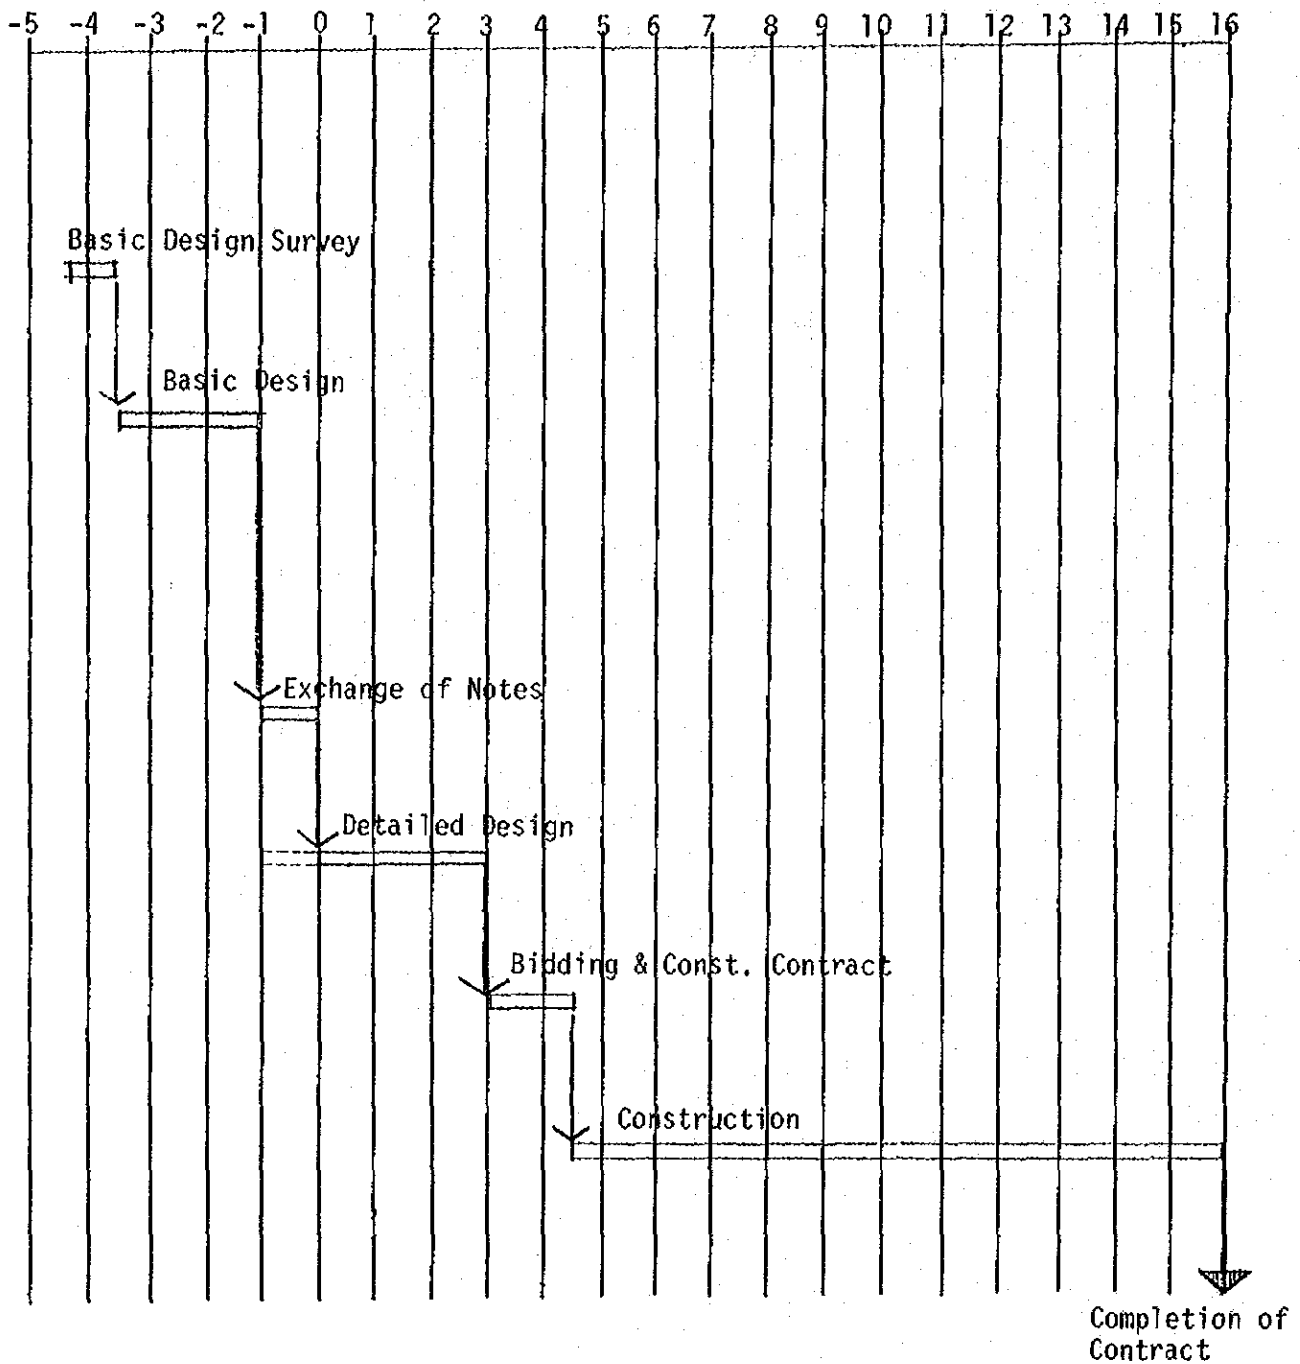 -5 -4 -3 -2 -1 0 1 2 3 4 5 6 7 8 9 10 11 12 13 14 15 16
Basic Design Survey
Basic Design
Exchange of Notes
Detailed Design
Bidding & Const. Contract
Construction
Completion of
Contract